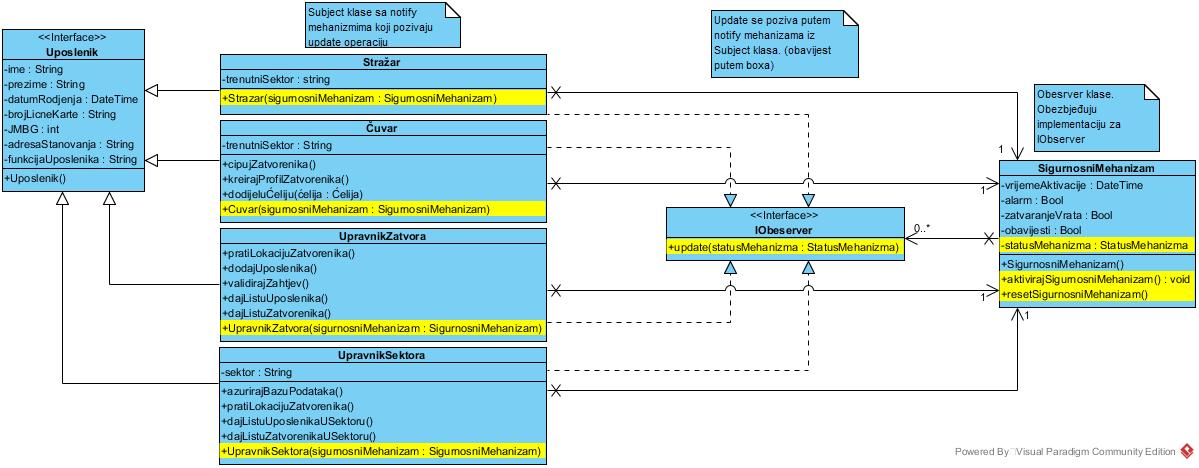 Subject klase sa notify
mehanizmima koji pozivaju
update operaciju
Update se poziva putem
notify mehanizama iz
Subject klasa. (obavijest
putem boxa)
Obesrver klase.
Obezbjeđuju
implementaciju za
IObserver
<<Interface>>
Uposlenik
-ime : String
-prezime : String
-datumRodjenja : DateTime
-brojLicneKarte : String
-JMBG : int
-adresaStanovanja : String
-funkcijaUposlenika : String
+Uposlenik()
Stražar
-trenutniSektor : string
+Strazar(sigurnosniMehanizam : SigurnosniMehanizam)
Čuvar
-trenutniSektor : String
+cipujZatvorenika()
+kreirajProfilZatvorenika()
+dodijeluĆeliju(ćelija : Ćelija)
+Cuvar(sigurnosniMehanizam : SigurnosniMehanizam)
UpravnikZatvora
+pratiLokacijuZatvorenika()
+dodajUposlenika()
+validirajZahtjev()
+dajListuUposlenika()
+dajListuZatvorenika()
+UpravnikZatvora(sigurnosniMehanizam : SigurnosniMehanizam)
UpravnikSektora
-sektor : String
+azurirajBazuPodataka()
+pratiLokacijuZatvorenika()
+dajListuUposlenikaUSektoru()
+dajListuZatvorenikaUSektoru()
+UpravnikSektora(sigurnosniMehanizam : SigurnosniMehanizam)
<<Interface>>
IObeserver
+update(statusMehanizma : StatusMehanizma)
0..*
1
1
1
1
SigurnosniMehanizam
-vrijemeAktivacije : DateTime
-alarm : Bool
-zatvaranjeVrata : Bool
-obavijesti : Bool
-statusMehanizma : StatusMehanizma
+SigurnosniMehanizam()
+aktivirajSigurnosniMehanizam() : void
+resetSigurnosniMehanizam()
Powered By Visual Paradigm Community Edition